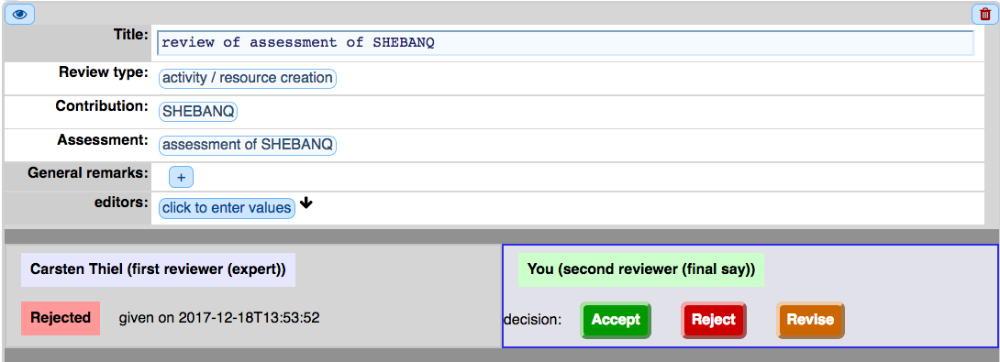 Title: review of assessment of SHEBANQ
Review type: activity / resource creation
Contribution: SHEBANQ
Assessment: assessment of SHEBANQ
General remarks: +
editors: click to enter values
Carsten Thiel (first reviewer (expert))
Rejected given on 2017-12-18T13:53:52
You (second reviewer (final say))
decision: Accept Reject Revise